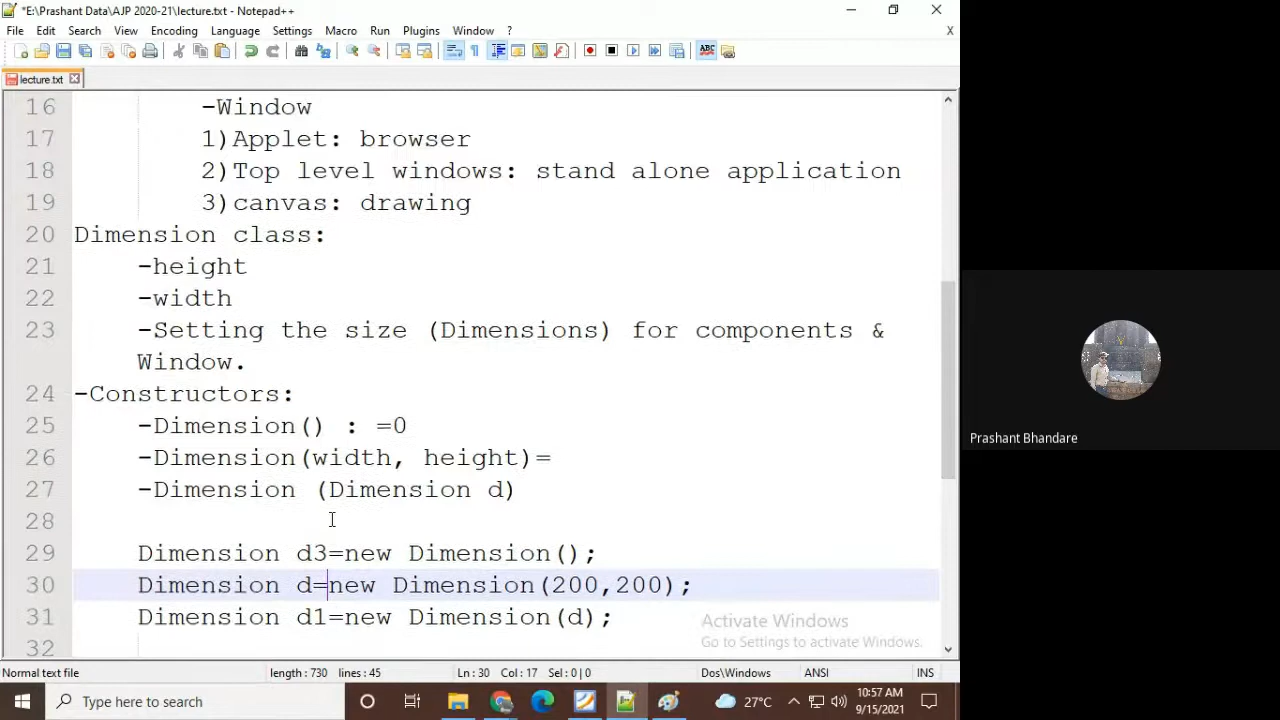 *E:\Prashant Data\AJP 2020-21\lecture.txt - Notepad++
File Edit Search View Encoding Language Settings Macro Run Plugins Window ? X
lecture.txt
16 -Window
17 1)Applet: browser
18 2)Top level windows: stand alone application
19 3)canvas: drawing
20 Dimension class:
21 -height
22 -width
23 -Setting the size (Dimensions) for components &
Window.
24 -Constructors:
25 -Dimension() : =0
26 -Dimension(width, height)=
27 -Dimension (Dimension d)
28
29 Dimension d3=new Dimension();
30 Dimension d=new Dimension(200,200);
31 Dimension d1=new Dimension(d);
32
Activate Windows
Go to Settings to activate Windows.
Normal text file length : 730 lines : 45 Ln : 30 Col : 17 Sel : 0 | 0 Dos\Windows ANSI INS
Type here to search 27°C 10:57 AM
9/15/2021
Prashant Bhandare